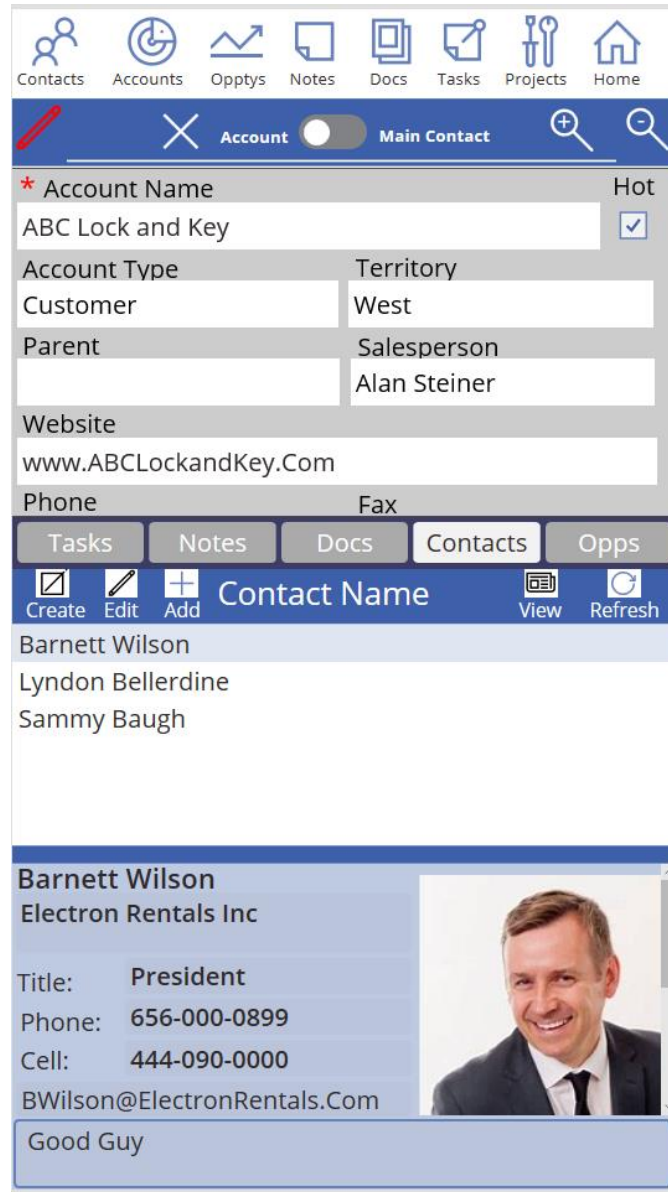 Contacts Accounts Opptys Notes Docs Tasks Projects Home
Account Main Contact
* Account Name Hot
ABC Lock and Key
Account Type Territory
Customer West
Parent Salesperson
Alan Steiner
Website
www.ABCLockandKey.Com
Phone Fax
Tasks Notes Docs Contacts Opps
Create Edit Add Contact Name View Refresh
Barnett Wilson
Lyndon Bellerdine
Sammy Baugh
Barnett Wilson
Electron Rentals Inc
Title: President
Phone: 656-000-0899
Cell: 444-090-0000
BWilson@ElectronRentals.Com
Good Guy